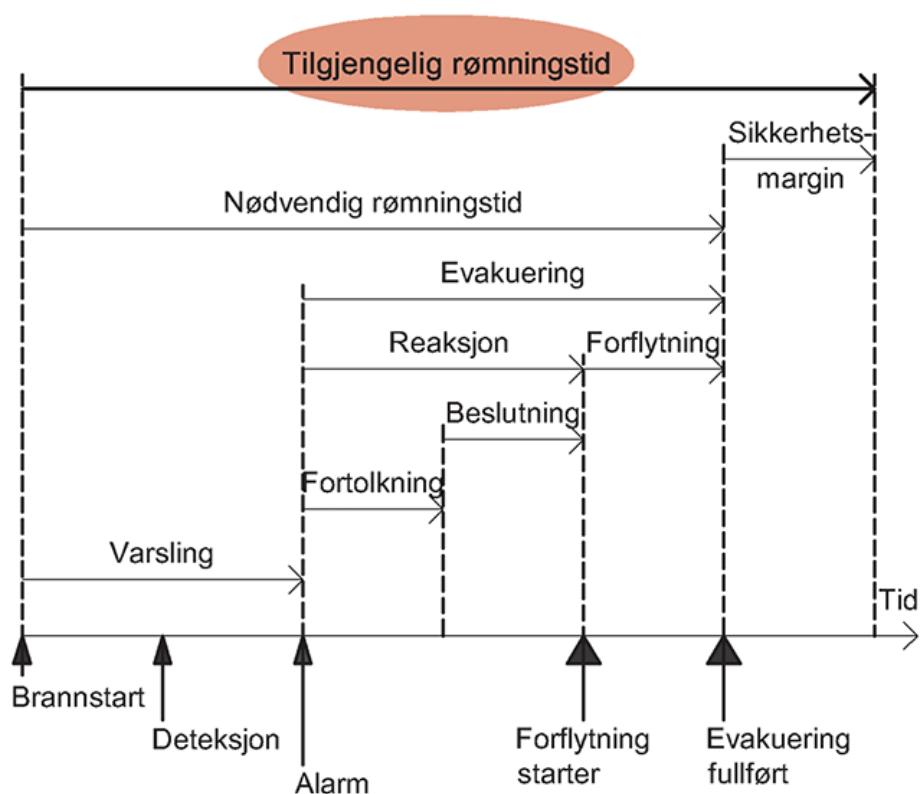 Tilgjengelig rømningstid
Sikkerhets-
margin
Nødvendig rømningstid
Evakuering
Reaksjon
Forflytning
Beslutning
Fortolkning
Varsling
Tid
Brannstart
Deteksjon
Alarm
Forflytning
starter
Evakuering
fullført